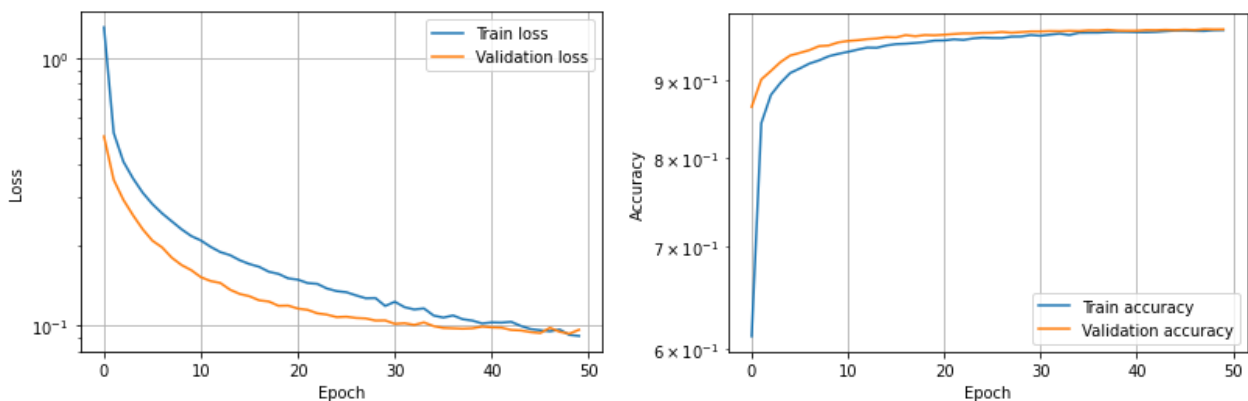 Train loss
Validation loss
10⁰
10⁻¹
Loss
0 10 20 30 40 50
Epoch
9 × 10⁻¹
8 × 10⁻¹
7 × 10⁻¹
6 × 10⁻¹
Accuracy
Train accuracy
Validation accuracy
0 10 20 30 40 50
Epoch